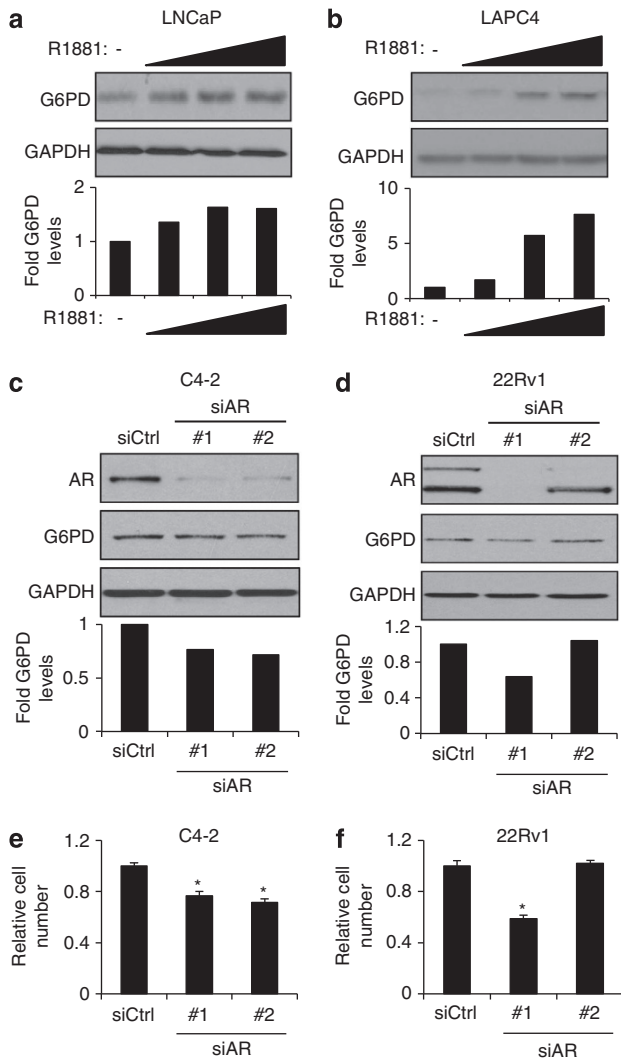 a
LNCaP
R1881: -
G6PD
GAPDH
2
1
0
Fold G6PD
levels
R1881: -
b
LAPC4
R1881: -
G6PD
GAPDH
10
5
0
Fold G6PD
levels
R1881: -
c
C4-2
siAR
siCtrl #1 #2
AR
G6PD
GAPDH
1
0.5
0
Fold G6PD
levels
siCtrl #1 #2
siAR
d
22Rv1
siAR
siCtrl #1 #2
AR
G6PD
GAPDH
1.2
0.8
0.4
0
Fold G6PD
levels
siCtrl #1 #2
siAR
e
C4-2
1.2
0.8
0.4
0
Relative cell
number
* *
siCtrl #1 #2
siAR
f
22Rv1
1.2
0.8
0.4
0
Relative cell
number
*
siCtrl #1 #2
siAR